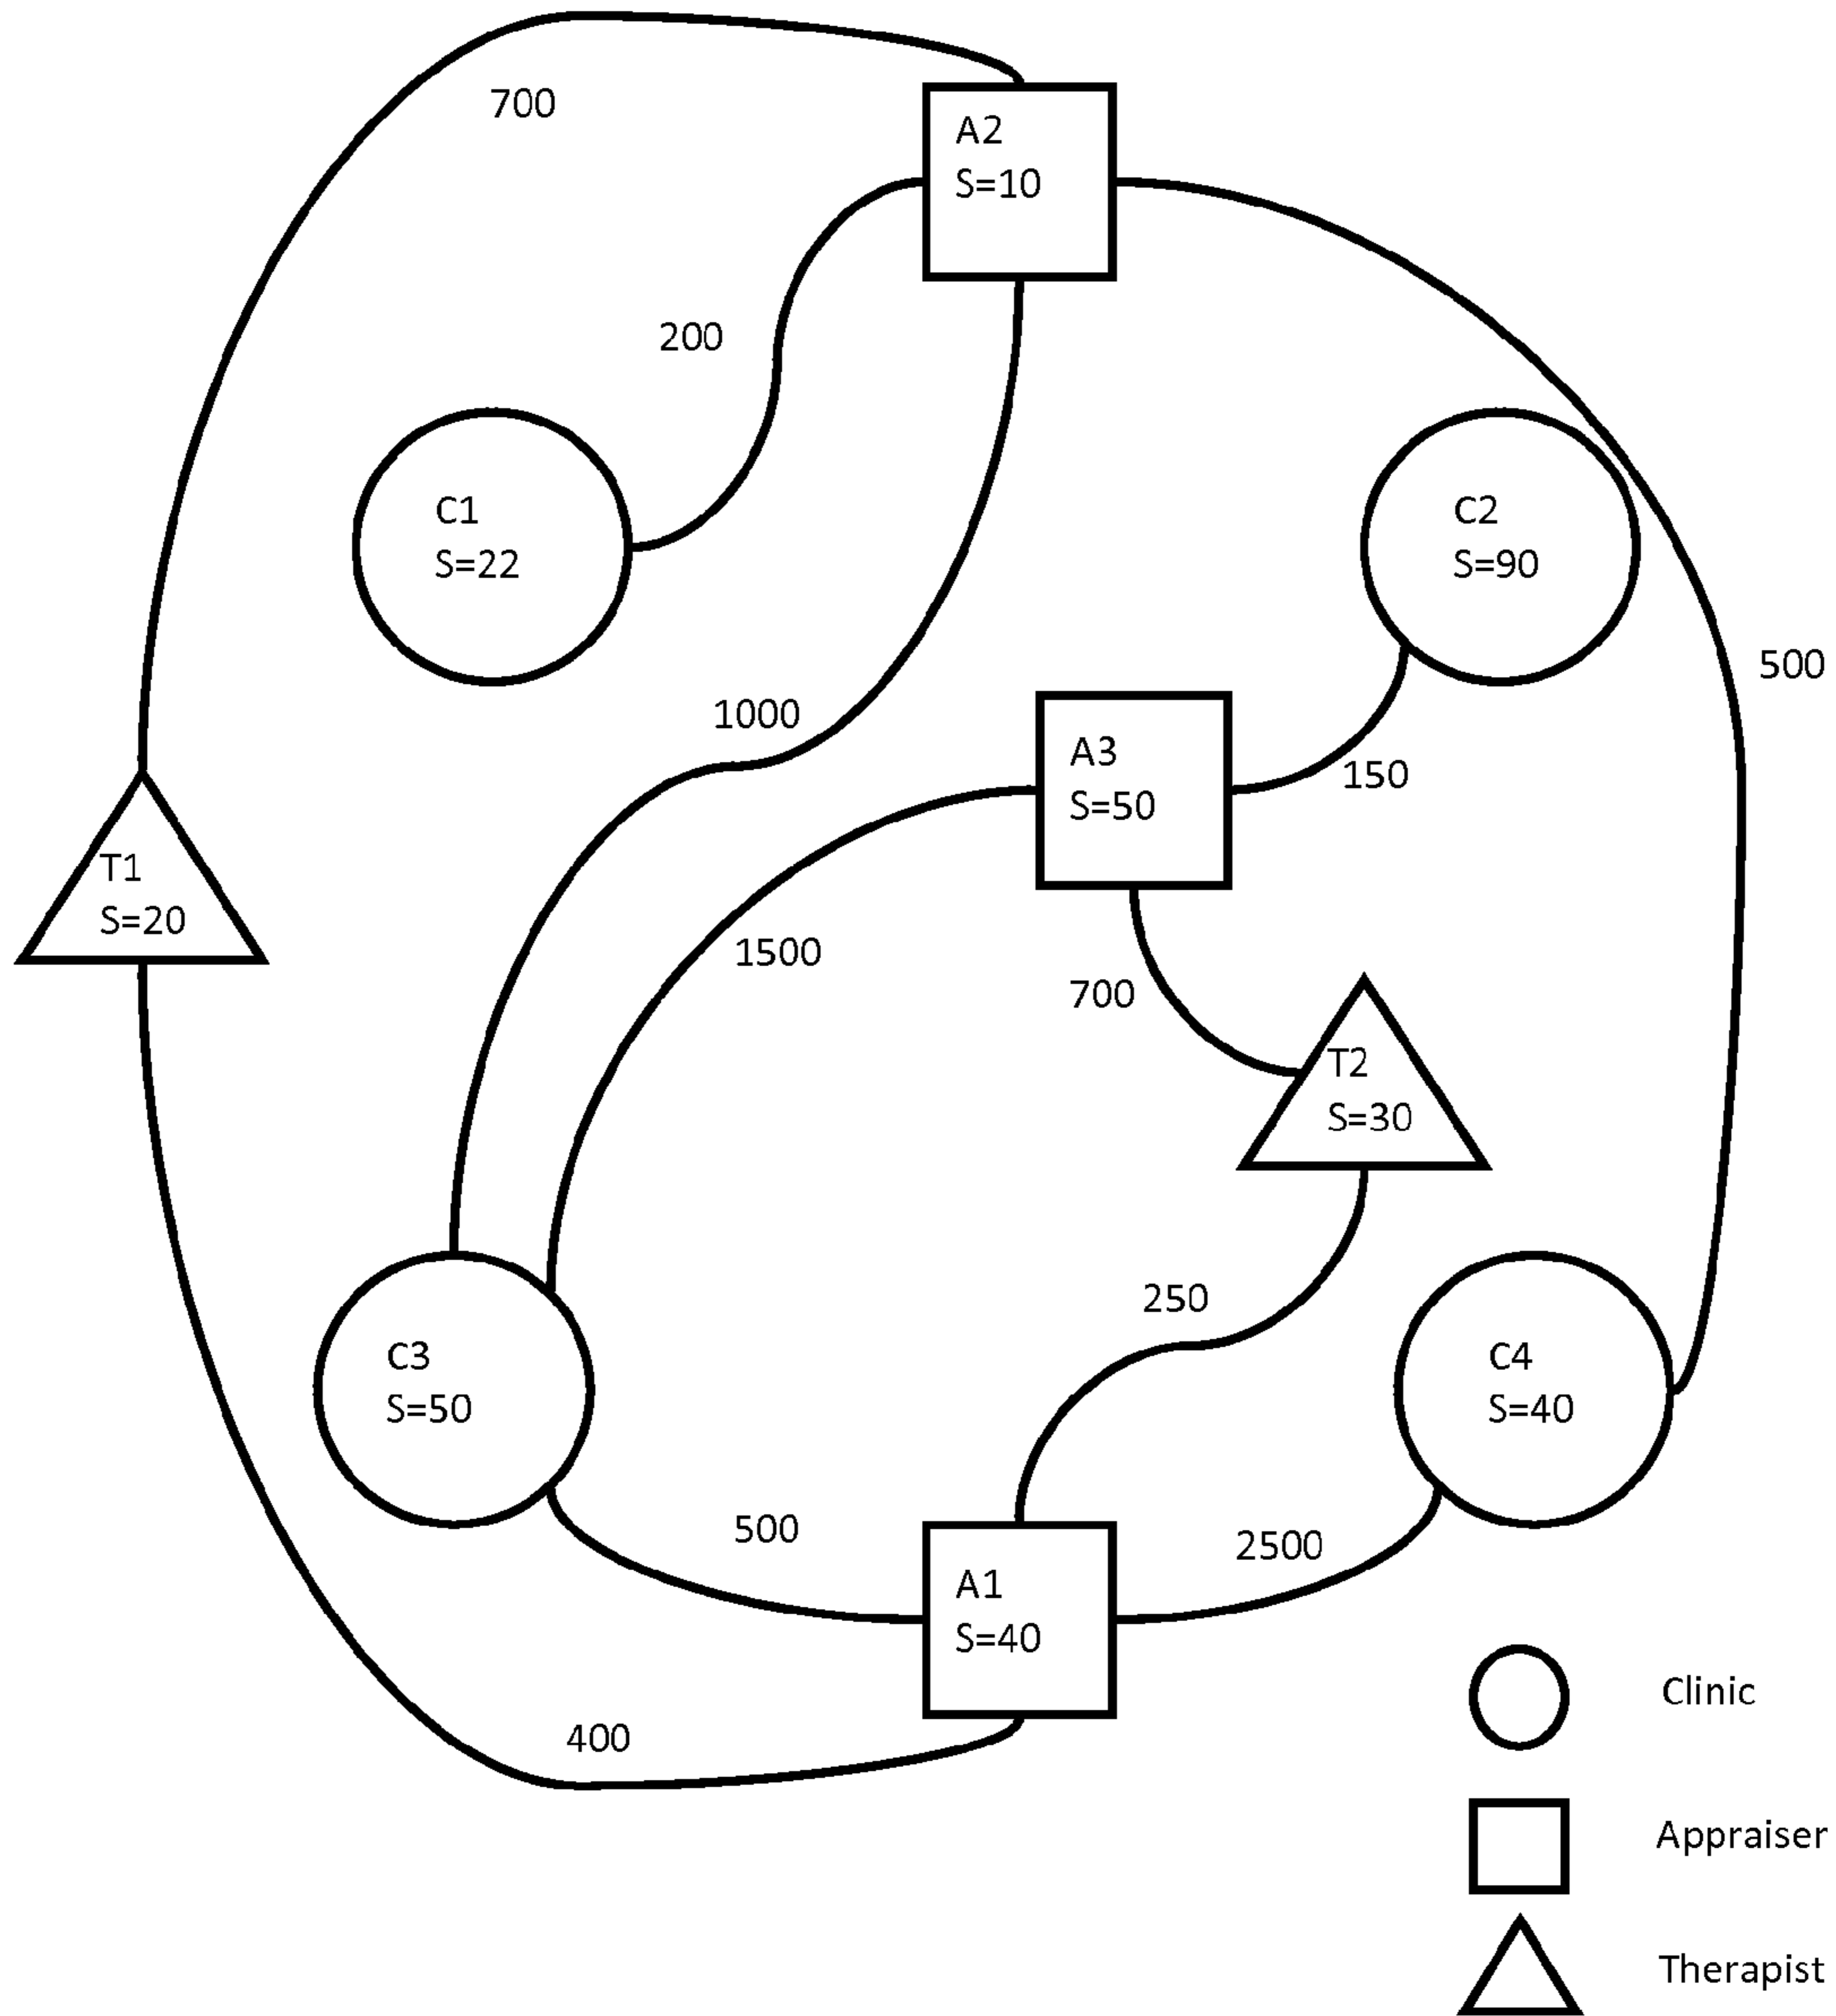 700
A2
S=10
200
C1
S=22
C2
S=90
500
1000
A3
S=50
150
T1
S=20
1500
700
T2
S=30
250
C3
S=50
C4
S=40
500
2500
A1
S=40
400
Clinic
Appraiser
Therapist